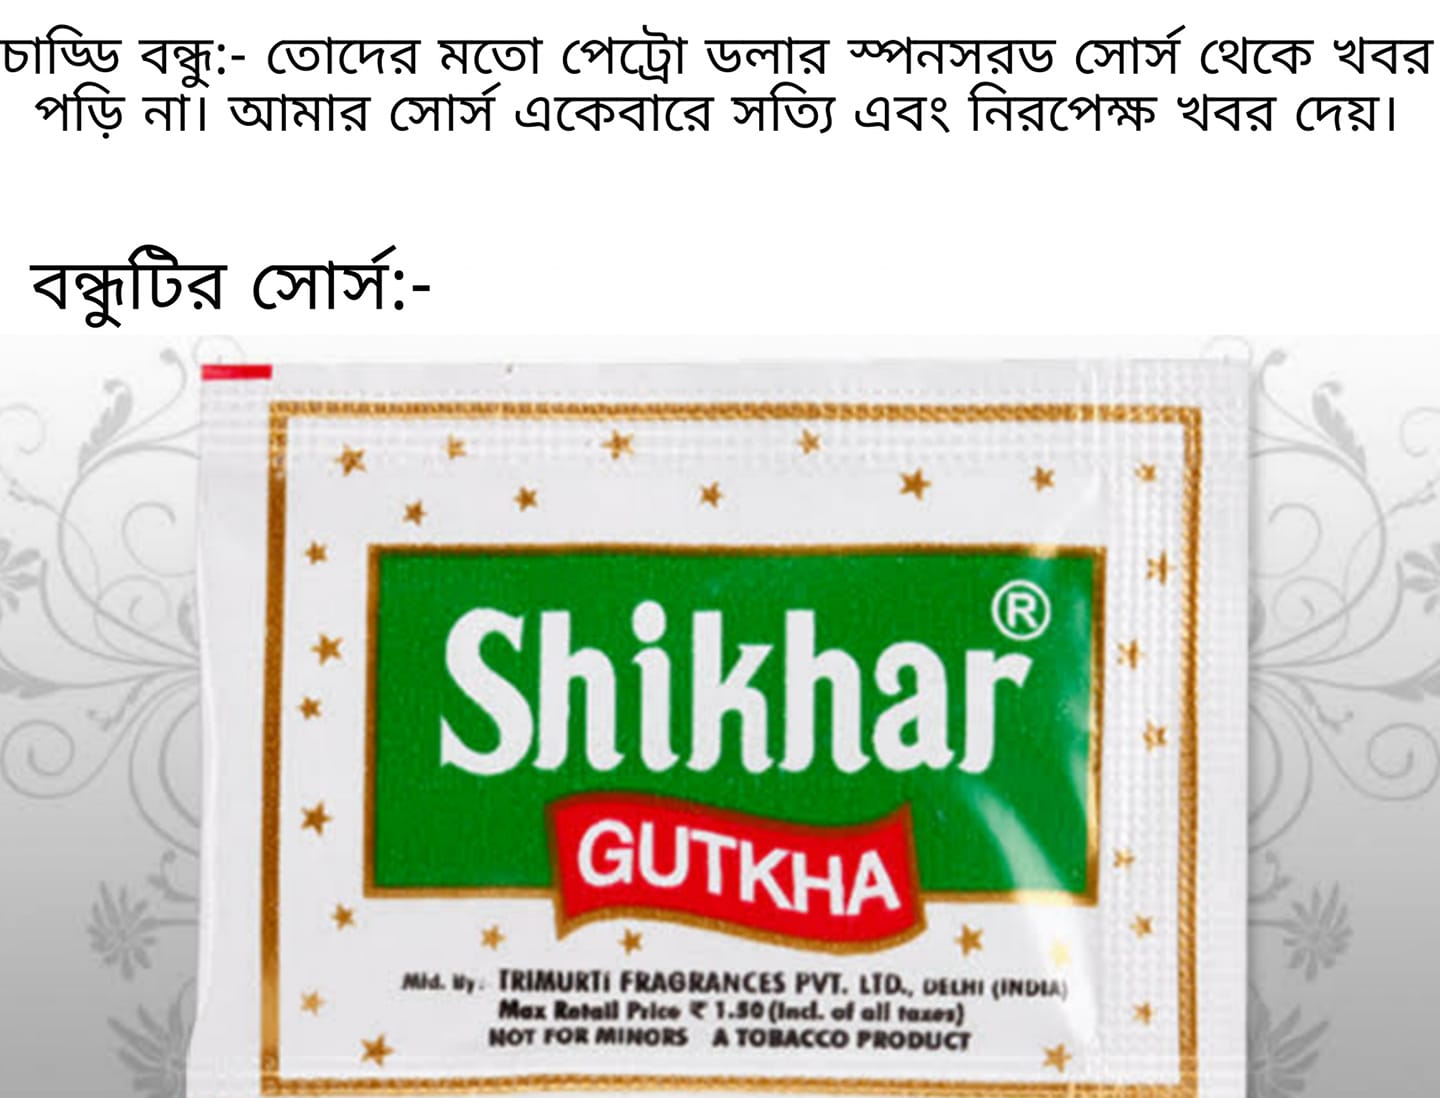 চাড্ডি বন্ধু:- তোদের মতো পেট্রো ডলার স্পনসরড সোর্স থেকে খবর
পড়ি না। আমার সোর্স একেবারে সত্যি এবং নিরপেক্ষ খবর দেয়।
বন্ধুটির সোর্স:-
Shikhar®
GUTKHA
Mfd. By: TRIMURTI FRAGRANCES PVT. LTD., DELHI (INDIA)
Max Retail Price ₹ 1.50 (Incl. of all taxes)
NOT FOR MINORS A TOBACCO PRODUCT